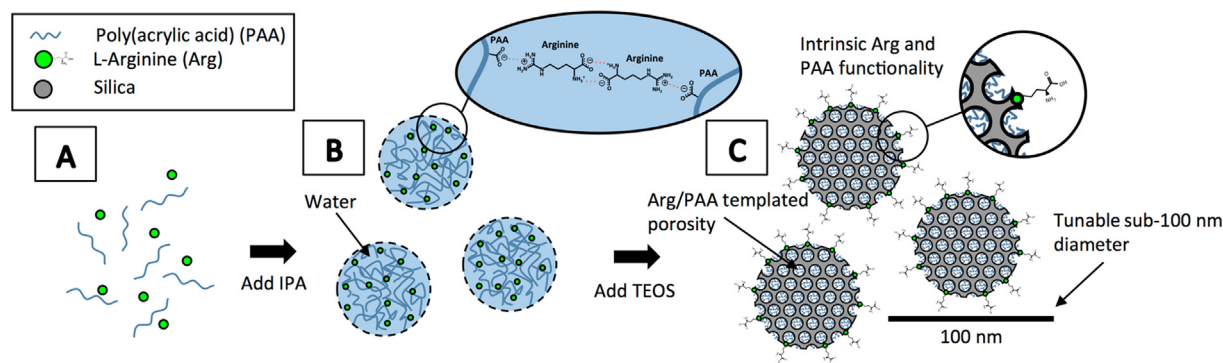 Poly(acrylic acid) (PAA)
L-Arginine (Arg)
Silica
A
B
C
PAA
Arginine
Arginine
PAA
Intrinsic Arg and
PAA functionality
Water
Arg/PAA templated
porosity
Tunable sub-100 nm
diameter
Add IPA
Add TEOS
100 nm